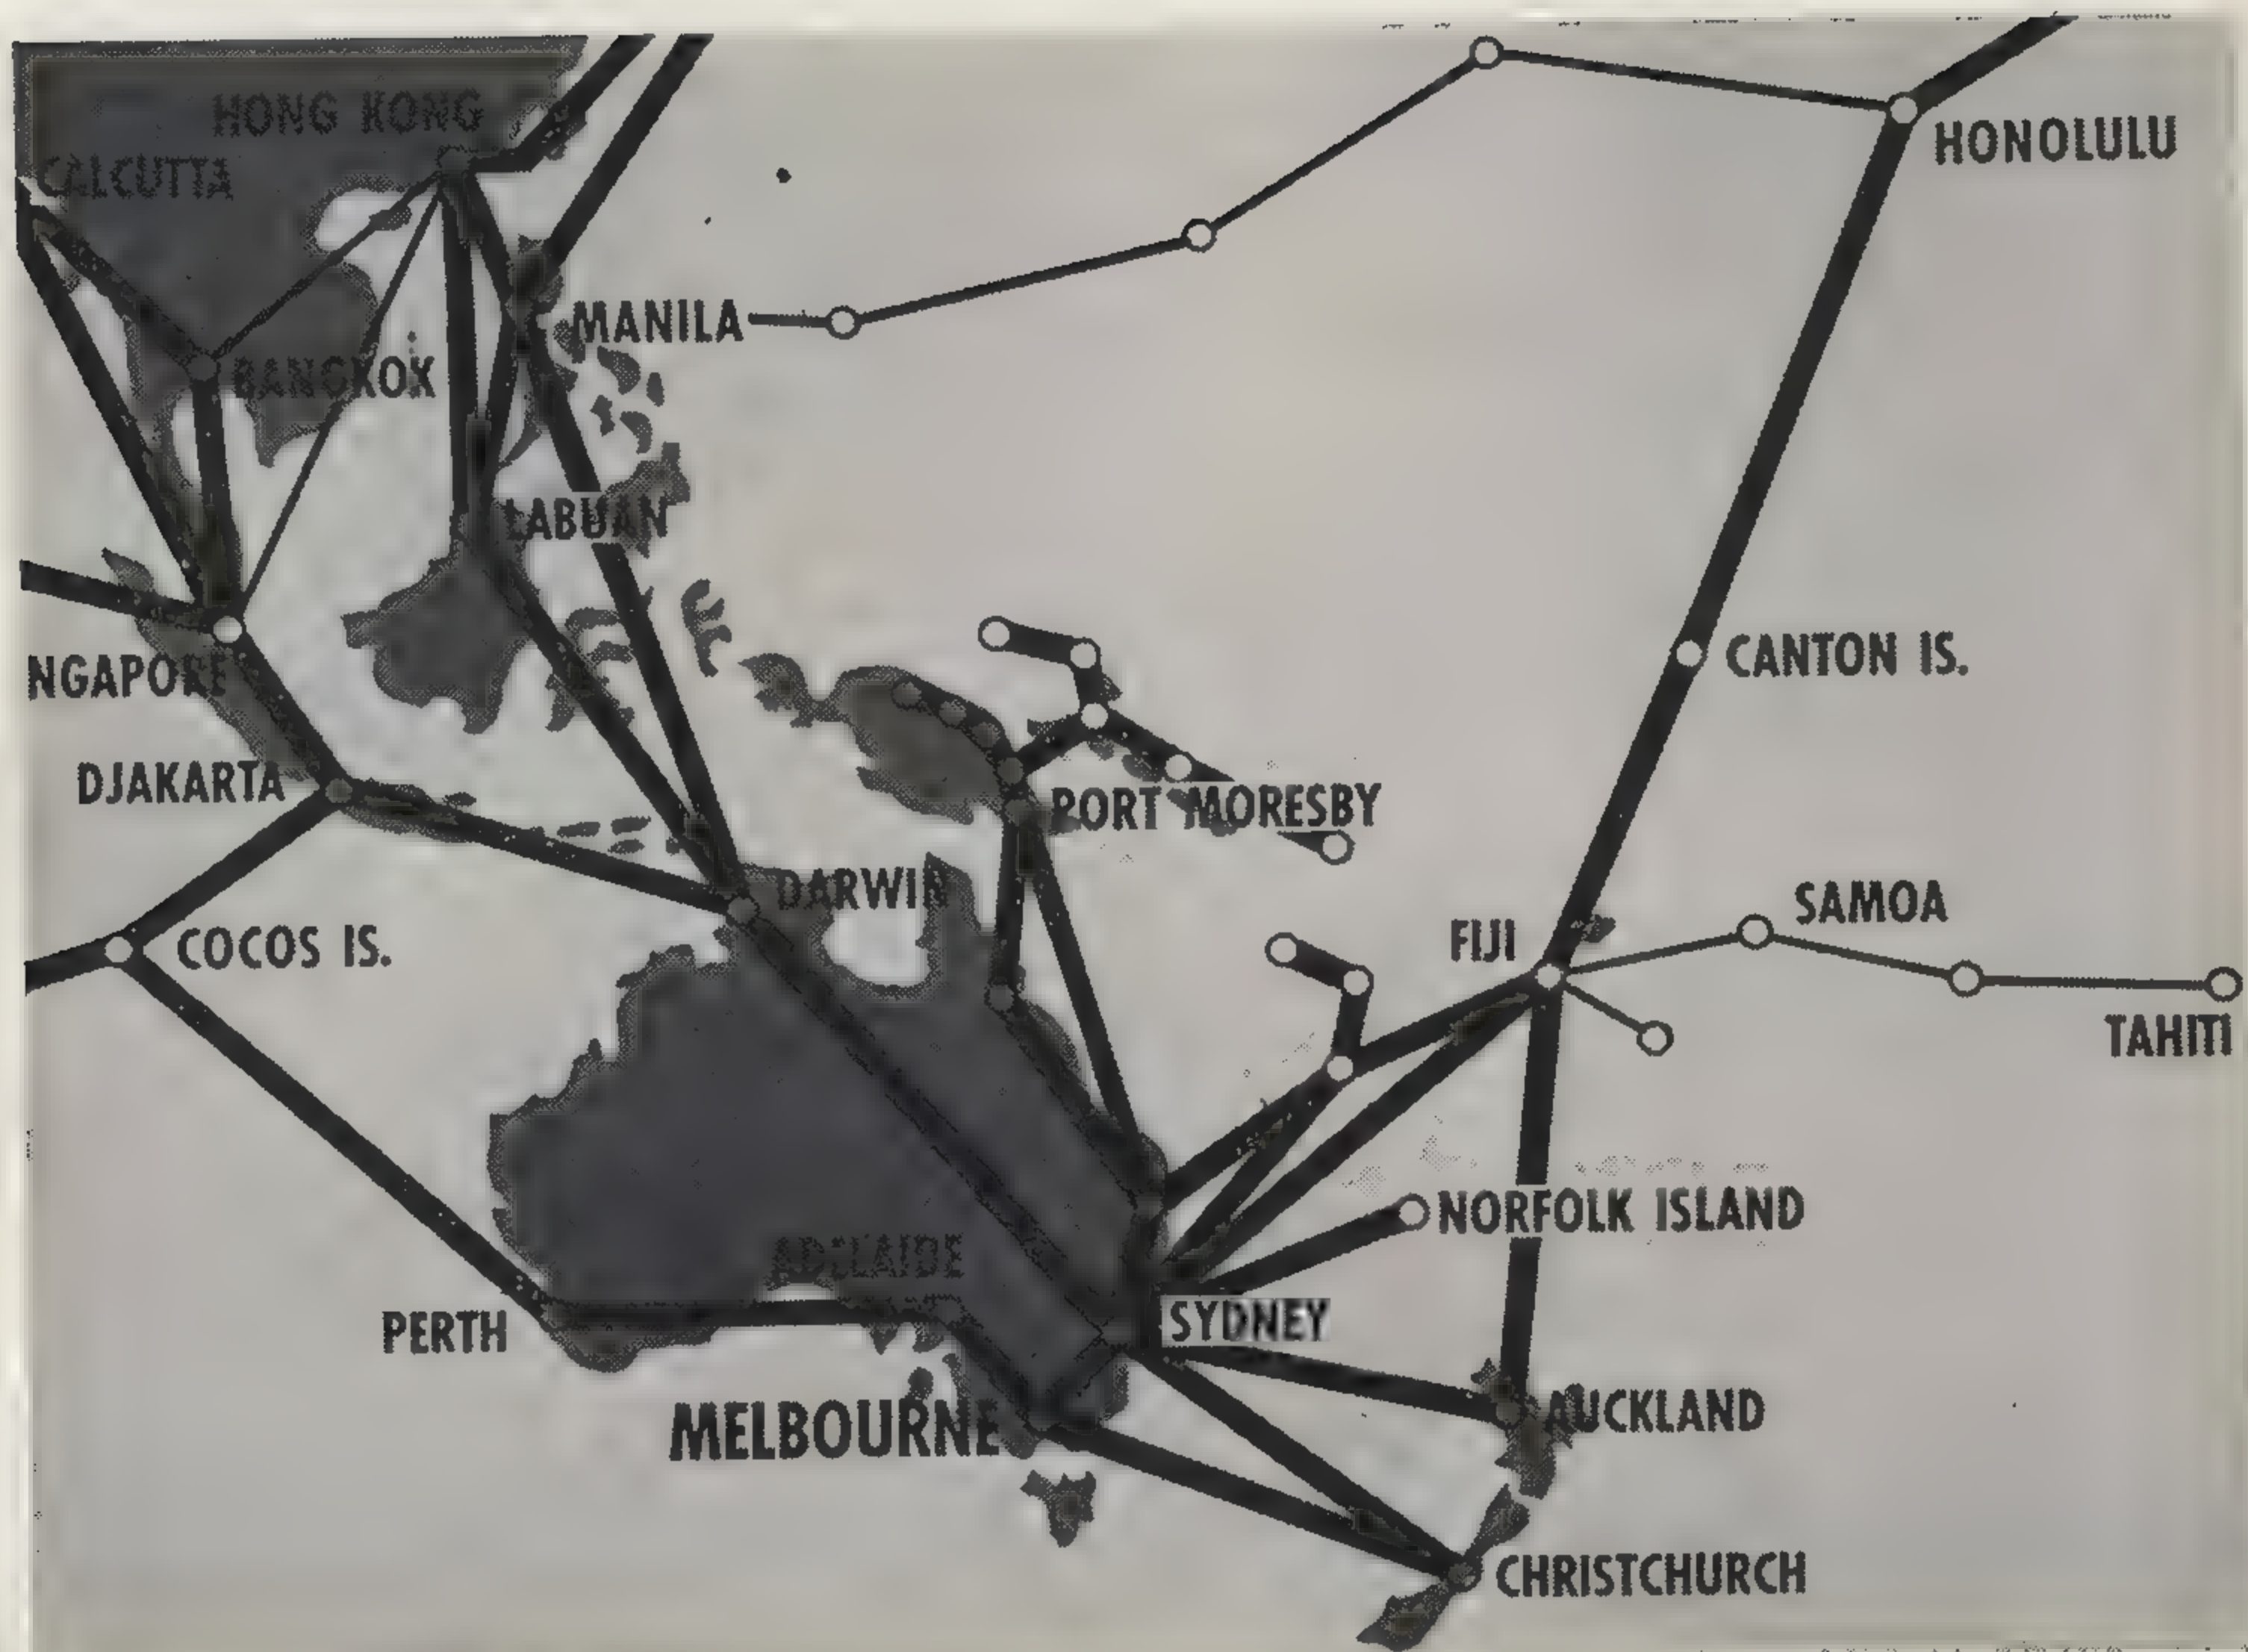 HONG KONG
HONOLULU
CALCUTTA
MANILA
BANGKOK
LABUAN
CANTON IS.
NGAPORE
DJAKARTA
PORT MORESBY
DARWIN
SAMOA
FIJI
COCOS IS.
TAHITI
NORFOLK ISLAND
ADELAIDE
SYDNEY
PERTH
AUCKLAND
MELBOURNE
CHRISTCHURCH